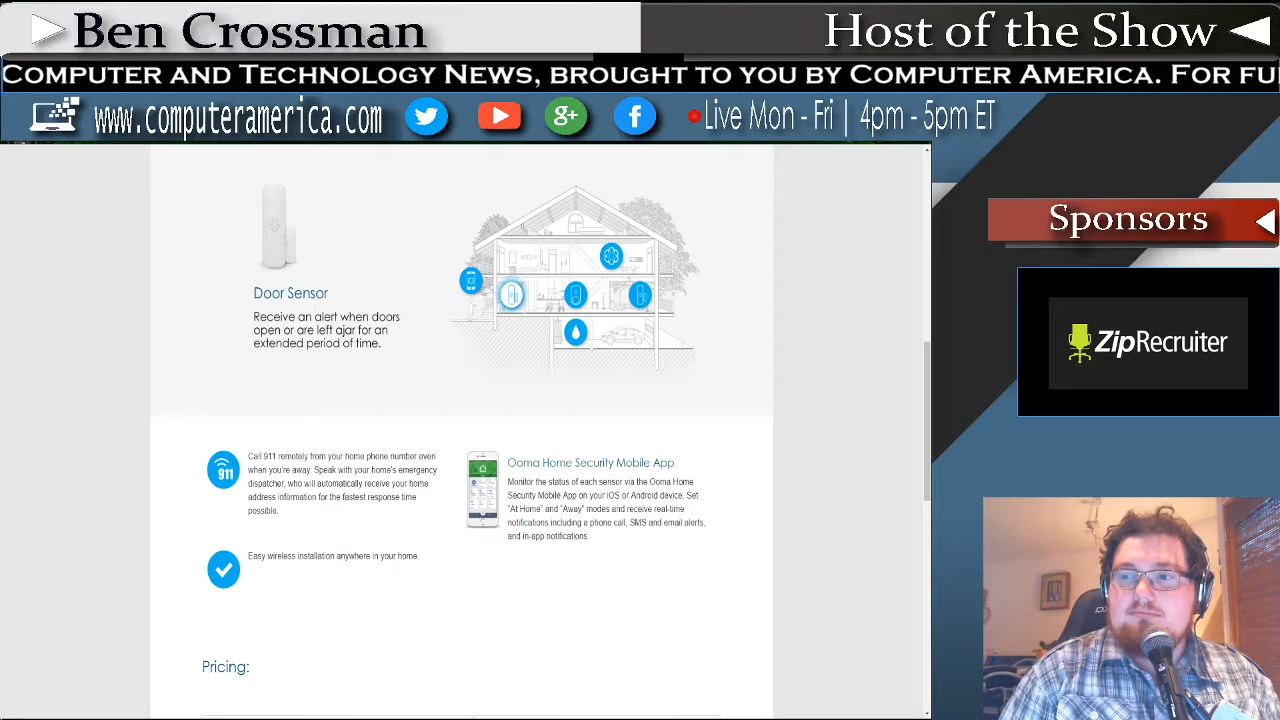 Ben Crossman
Host of the Show
COMPUTER AND TECHNOLOGY NEWS, BROUGHT TO YOU BY COMPUTER AMERICA. FOR FU
www.computeramerica.com
g+
f
Live Mon - Fri | 4pm - 5pm ET
Door Sensor
Receive an alert when doors
open or are left ajar for an
extended period of time.
911
Call 911 remotely from your home phone number even
when you're away. Speak with your home's emergency
dispatcher, who will automatically receive your home
address information for the fastest response time
possible.
Easy wireless installation anywhere in your home.
Ooma Home Security Mobile App
Monitor the status of each sensor via the Ooma Home
Security Mobile App on your iOS or Android device. Set
"At Home" and "Away" modes and receive real-time
notifications including a phone call, SMS and email alerts,
and in-app notifications.
Pricing:
Sponsors
ZipRecruiter